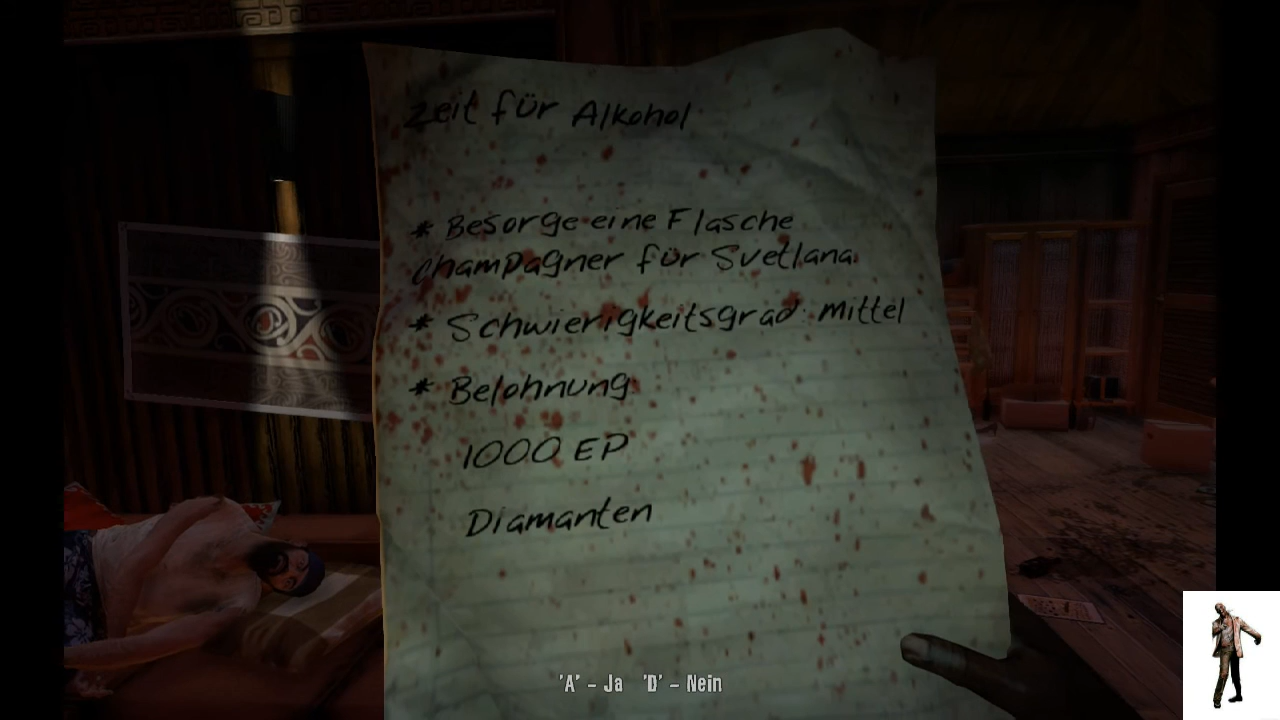 Zeit für Alkohol
* Besorge eine Flasche
Champagner für Svetlana.
* Schwierigkeitsgrad: Mittel
* Belohnung:
1000 EP
Diamanten
'A' - Ja 'D' - Nein